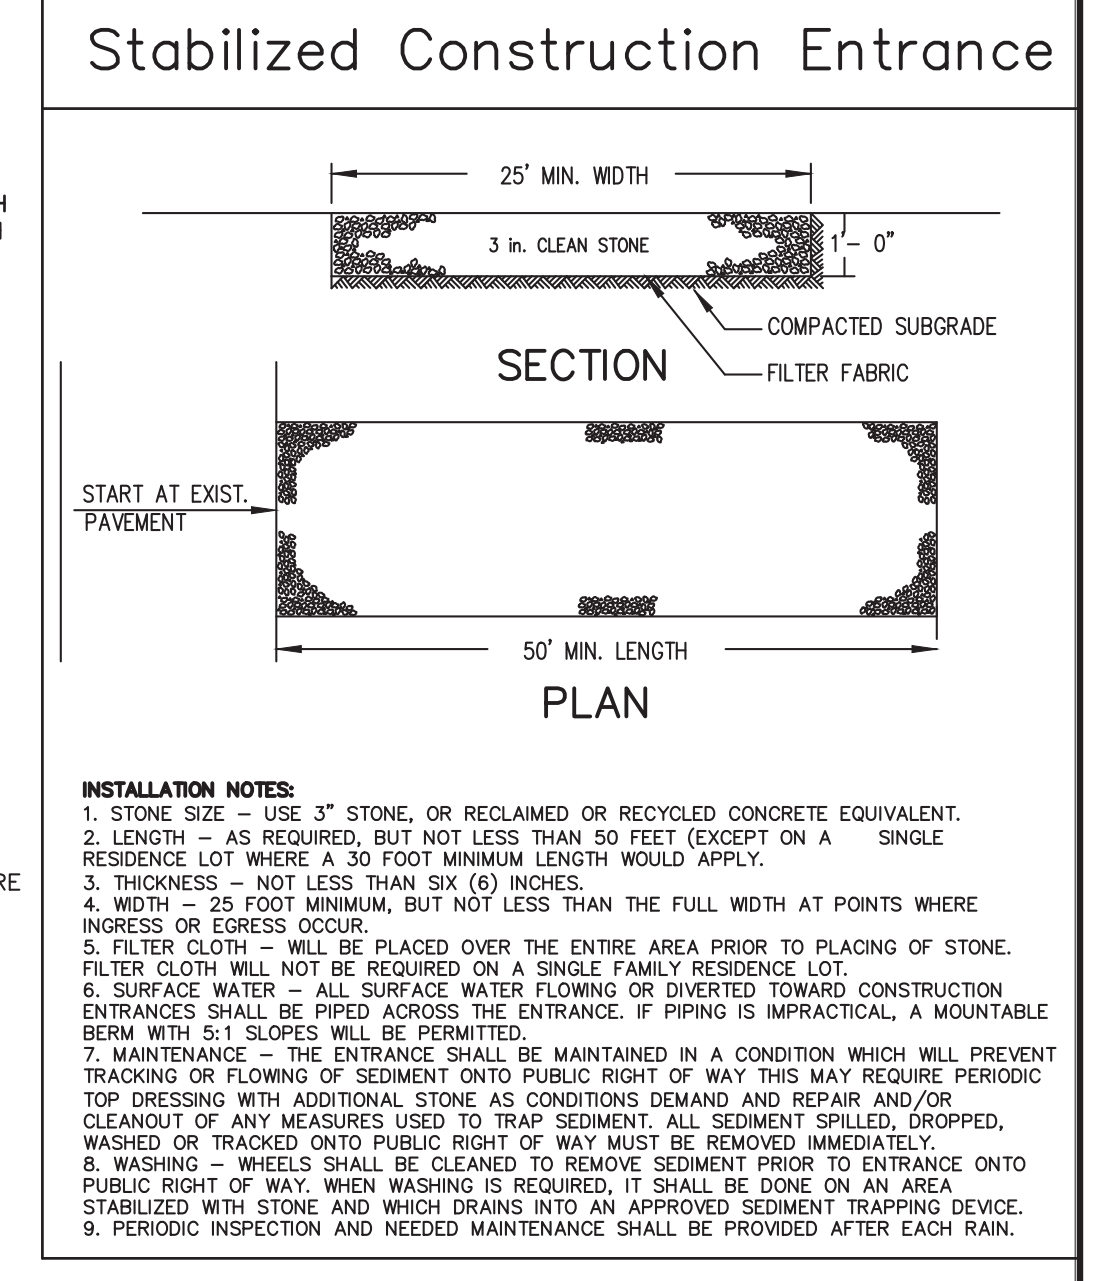 Stabilized Construction Entrance
H
25' MIN. WIDTH
3 in. CLEAN STONE
1'– 0"
COMPACTED SUBGRADE
SECTION
FILTER FABRIC
START AT EXIST.
PAVEMENT
50' MIN. LENGTH
PLAN
INSTALLATION NOTES:
1. STONE SIZE – USE 3" STONE, OR RECLAIMED OR RECYCLED CONCRETE EQUIVALENT.
2. LENGTH – AS REQUIRED, BUT NOT LESS THAN 50 FEET (EXCEPT ON A SINGLE
RESIDENCE LOT WHERE A 30 FOOT MINIMUM LENGTH WOULD APPLY.
RE
3. THICKNESS – NOT LESS THAN SIX (6) INCHES.
4. WIDTH – 25 FOOT MINIMUM, BUT NOT LESS THAN THE FULL WIDTH AT POINTS WHERE
INGRESS OR EGRESS OCCUR.
5. FILTER CLOTH – WILL BE PLACED OVER THE ENTIRE AREA PRIOR TO PLACING OF STONE.
FILTER CLOTH WILL NOT BE REQUIRED ON A SINGLE FAMILY RESIDENCE LOT.
6. SURFACE WATER – ALL SURFACE WATER FLOWING OR DIVERTED TOWARD CONSTRUCTION
ENTRANCES SHALL BE PIPED ACROSS THE ENTRANCE. IF PIPING IS IMPRACTICAL, A MOUNTABLE
BERM WITH 5:1 SLOPES WILL BE PERMITTED.
7. MAINTENANCE – THE ENTRANCE SHALL BE MAINTAINED IN A CONDITION WHICH WILL PREVENT
TRACKING OR FLOWING OF SEDIMENT ONTO PUBLIC RIGHT OF WAY THIS MAY REQUIRE PERIODIC
TOP DRESSING WITH ADDITIONAL STONE AS CONDITIONS DEMAND AND REPAIR AND/OR
CLEANOUT OF ANY MEASURES USED TO TRAP SEDIMENT. ALL SEDIMENT SPILLED, DROPPED,
WASHED OR TRACKED ONTO PUBLIC RIGHT OF WAY MUST BE REMOVED IMMEDIATELY.
8. WASHING – WHEELS SHALL BE CLEANED TO REMOVE SEDIMENT PRIOR TO ENTRANCE ONTO
PUBLIC RIGHT OF WAY. WHEN WASHING IS REQUIRED, IT SHALL BE DONE ON AN AREA
STABILIZED WITH STONE AND WHICH DRAINS INTO AN APPROVED SEDIMENT TRAPPING DEVICE.
9. PERIODIC INSPECTION AND NEEDED MAINTENANCE SHALL BE PROVIDED AFTER EACH RAIN.